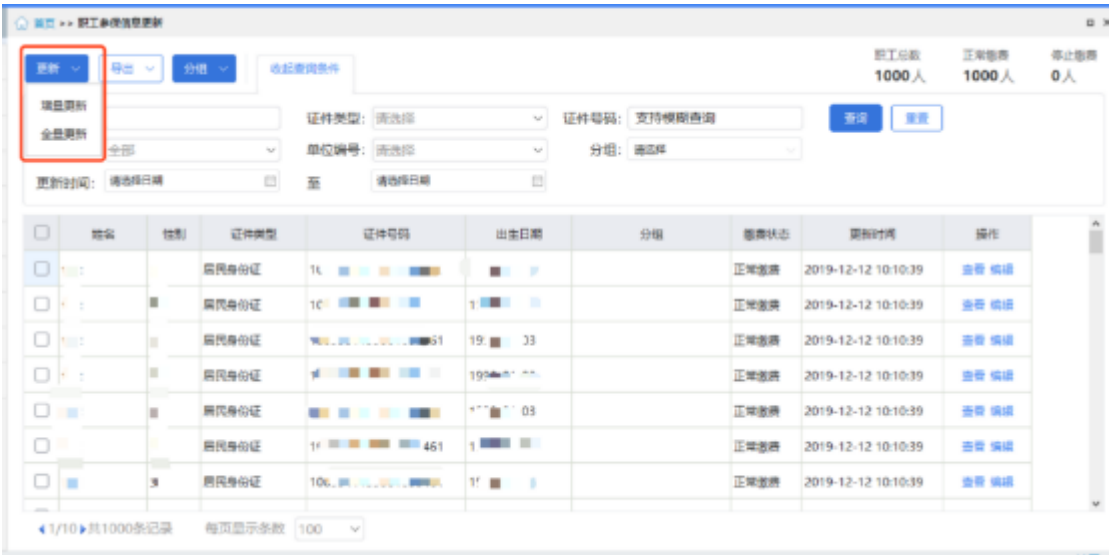 首页 >> 职工参保信息更新
更新 导出 分组 收起查询条件
职工总数 正常缴费 停止缴费
1000人 1000人 0人
增量更新
全量更新
证件类型: 请选择 证件号码: 支持模糊查询 查询 重置
全部 单位编号: 请选择 分组: 请选择
更新时间: 请选择日期 至 请选择日期
姓名 性别 证件类型 证件号码 出生日期 分组 缴费状态 更新时间 操作
居民身份证 正常缴费 2019-12-12 10:10:39 查看 编辑
居民身份证 正常缴费 2019-12-12 10:10:39 查看 编辑
居民身份证 61 19 03 正常缴费 2019-12-12 10:10:39 查看 编辑
居民身份证 正常缴费 2019-12-12 10:10:39 查看 编辑
居民身份证 03 正常缴费 2019-12-12 10:10:39 查看 编辑
居民身份证 461 正常缴费 2019-12-12 10:10:39 查看 编辑
居民身份证 正常缴费 2019-12-12 10:10:39 查看 编辑
1/10 共1000条记录 每页显示条数 100